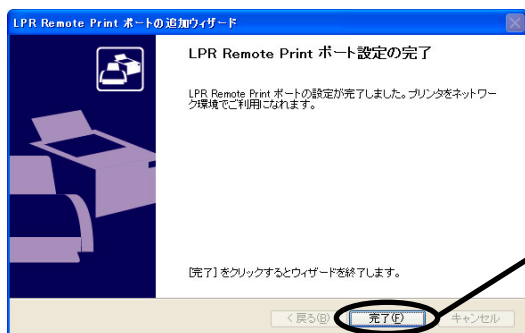 LPR Remote Print ポートの追加ウィザード
LPR Remote Print ポート設定の完了
LPR Remote Print ポートの設定が完了しました。プリンタをネットワー
ク環境でご利用になれます。
[完了] をクリックするとウィザードを終了します。
< 戻る(B)
完了(F)
キャンセル